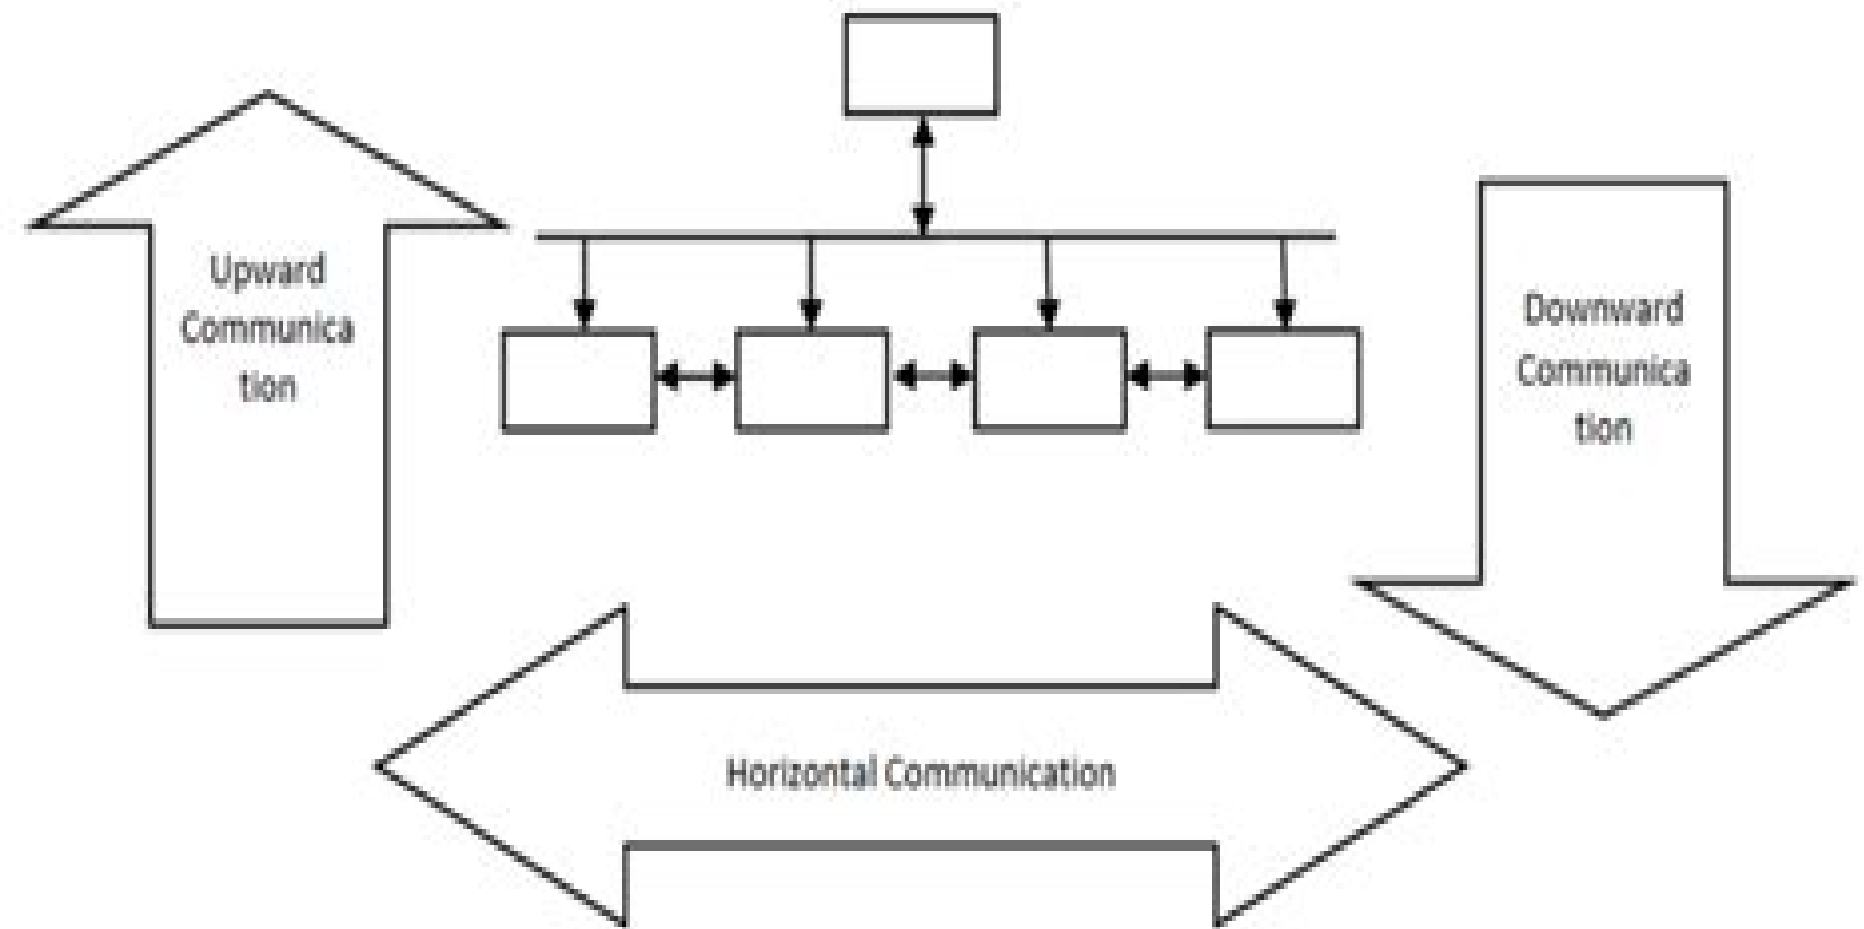 Upward
Communica
tion
Downward
Communica
tion
Horizontal Communication